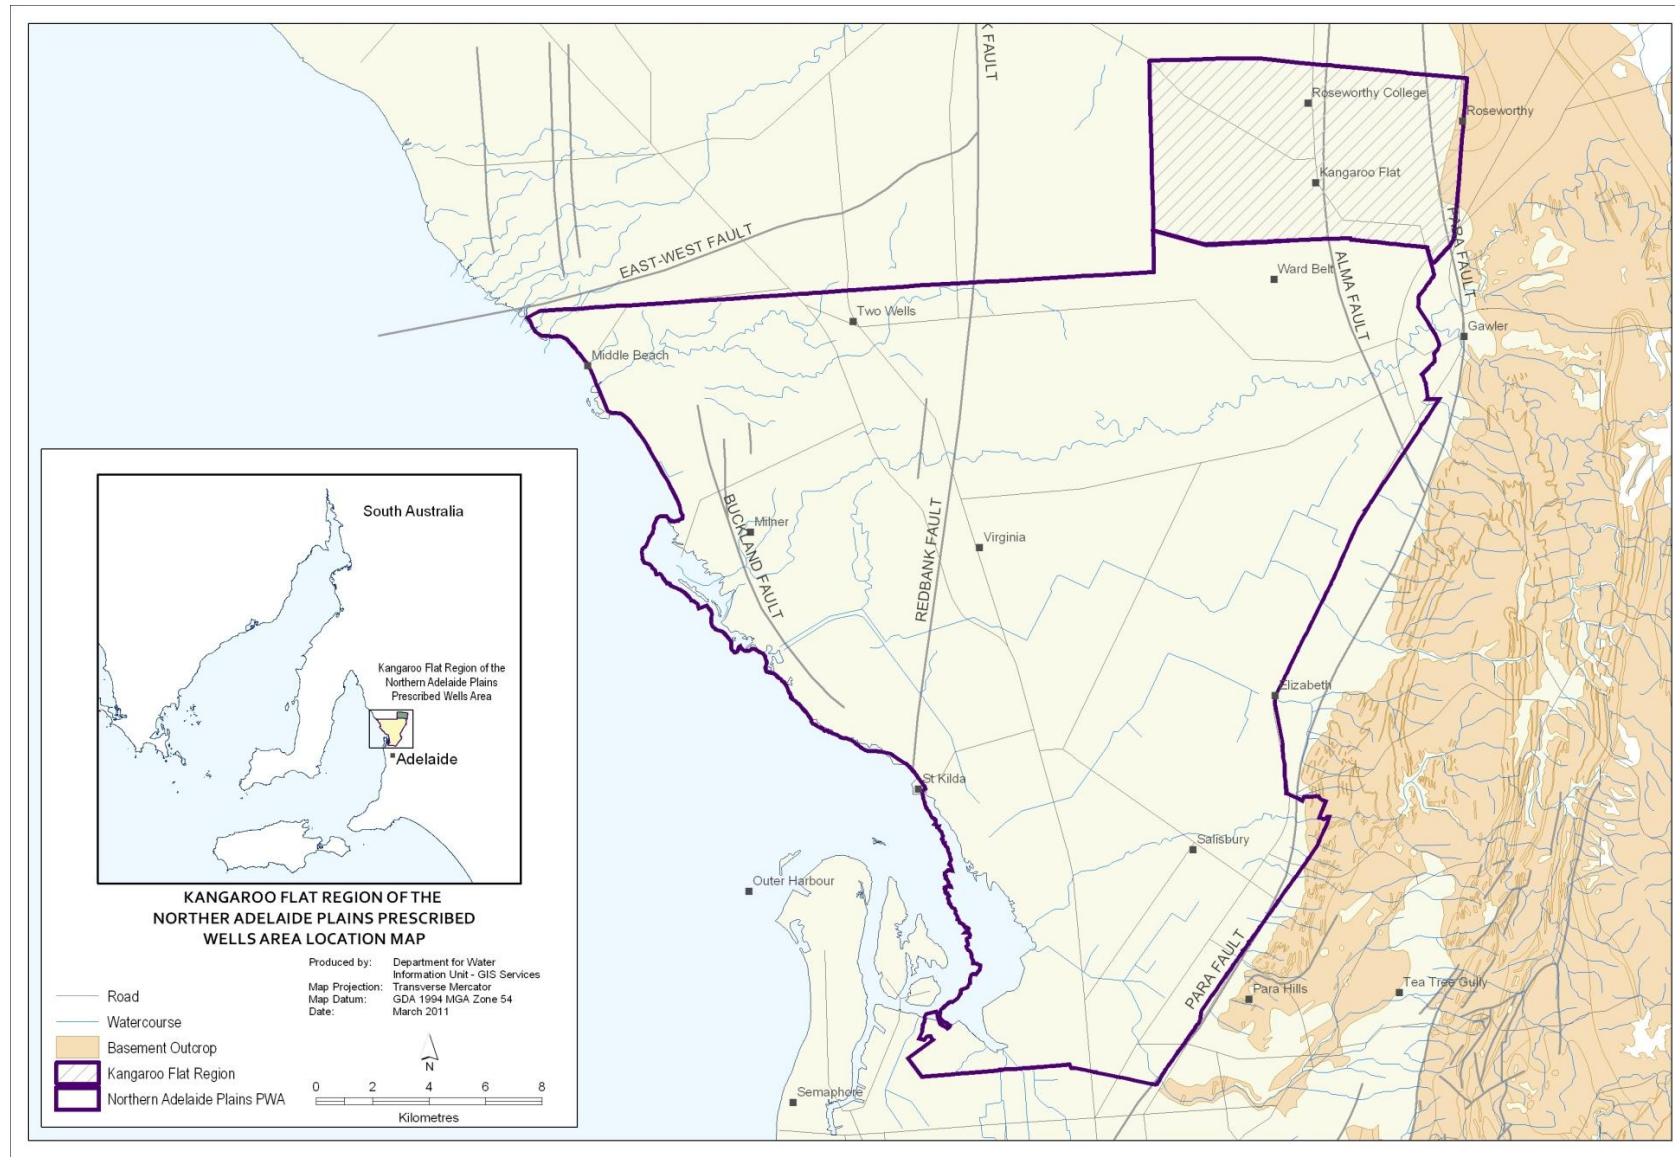 K FAULT
Roseworthy College
Roseworthy
Kangaroo Flat
PARA FAULT
EAST-WEST FAULT
ALMA FAULT
Ward Belt
Two Wells
Gawler
Middle Beach
BUCKLAND FAULT
Milner
REDBANK FAULT
Virginia
Elizabeth
St Kilda
Salisbury
Outer Harbour
PARA FAULT
Para Hills
Tea Tree Gully
Semaphore
South Australia
Kangaroo Flat Region of the
Northern Adelaide Plains
Prescribed Wells Area
Adelaide
KANGAROO FLAT REGION OF THE
NORTHER ADELAIDE PLAINS PRESCRIBED
WELLS AREA LOCATION MAP
Produced by: Department for Water
Information Unit - GIS Services
Map Projection: Transverse Mercator
Map Datum: GDA 1994 MGA Zone 54
Date: March 2011
Road
Watercourse
Basement Outcrop
Kangaroo Flat Region
Northern Adelaide Plains PWA
N
0 2 4 6 8
Kilometres